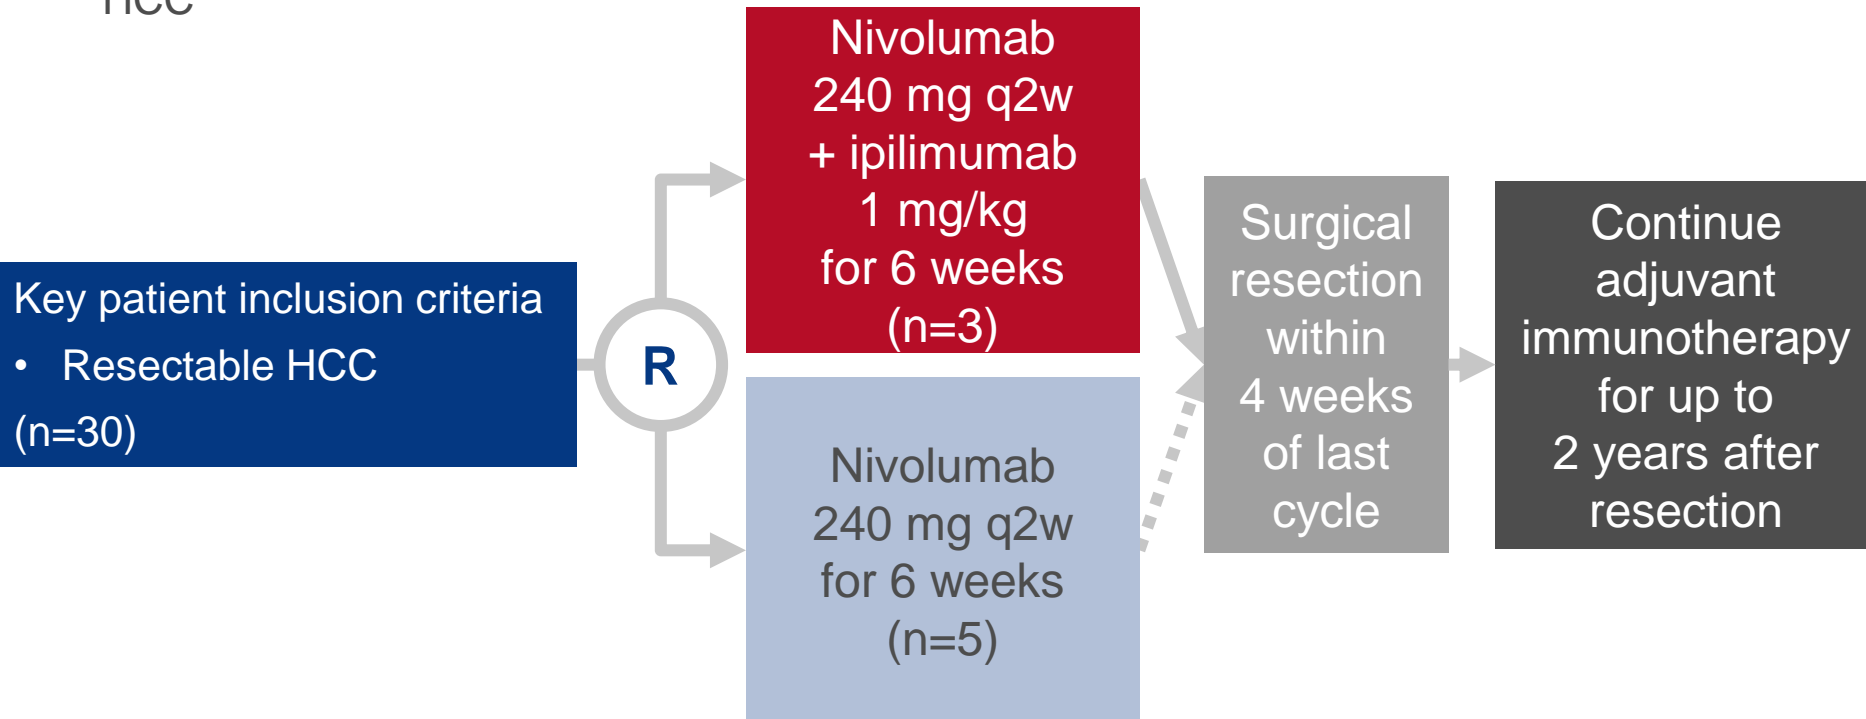 HCC
Nivolumab
240 mg q2w
+ ipilimumab
1 mg/kg
for 6 weeks
(n=3)
Key patient inclusion criteria
• Resectable HCC
(n=30)
R
Nivolumab
240 mg q2w
for 6 weeks
(n=5)
Surgical
resection
within
4 weeks
of last
cycle
Continue
adjuvant
immunotherapy
for up to
2 years after
resection